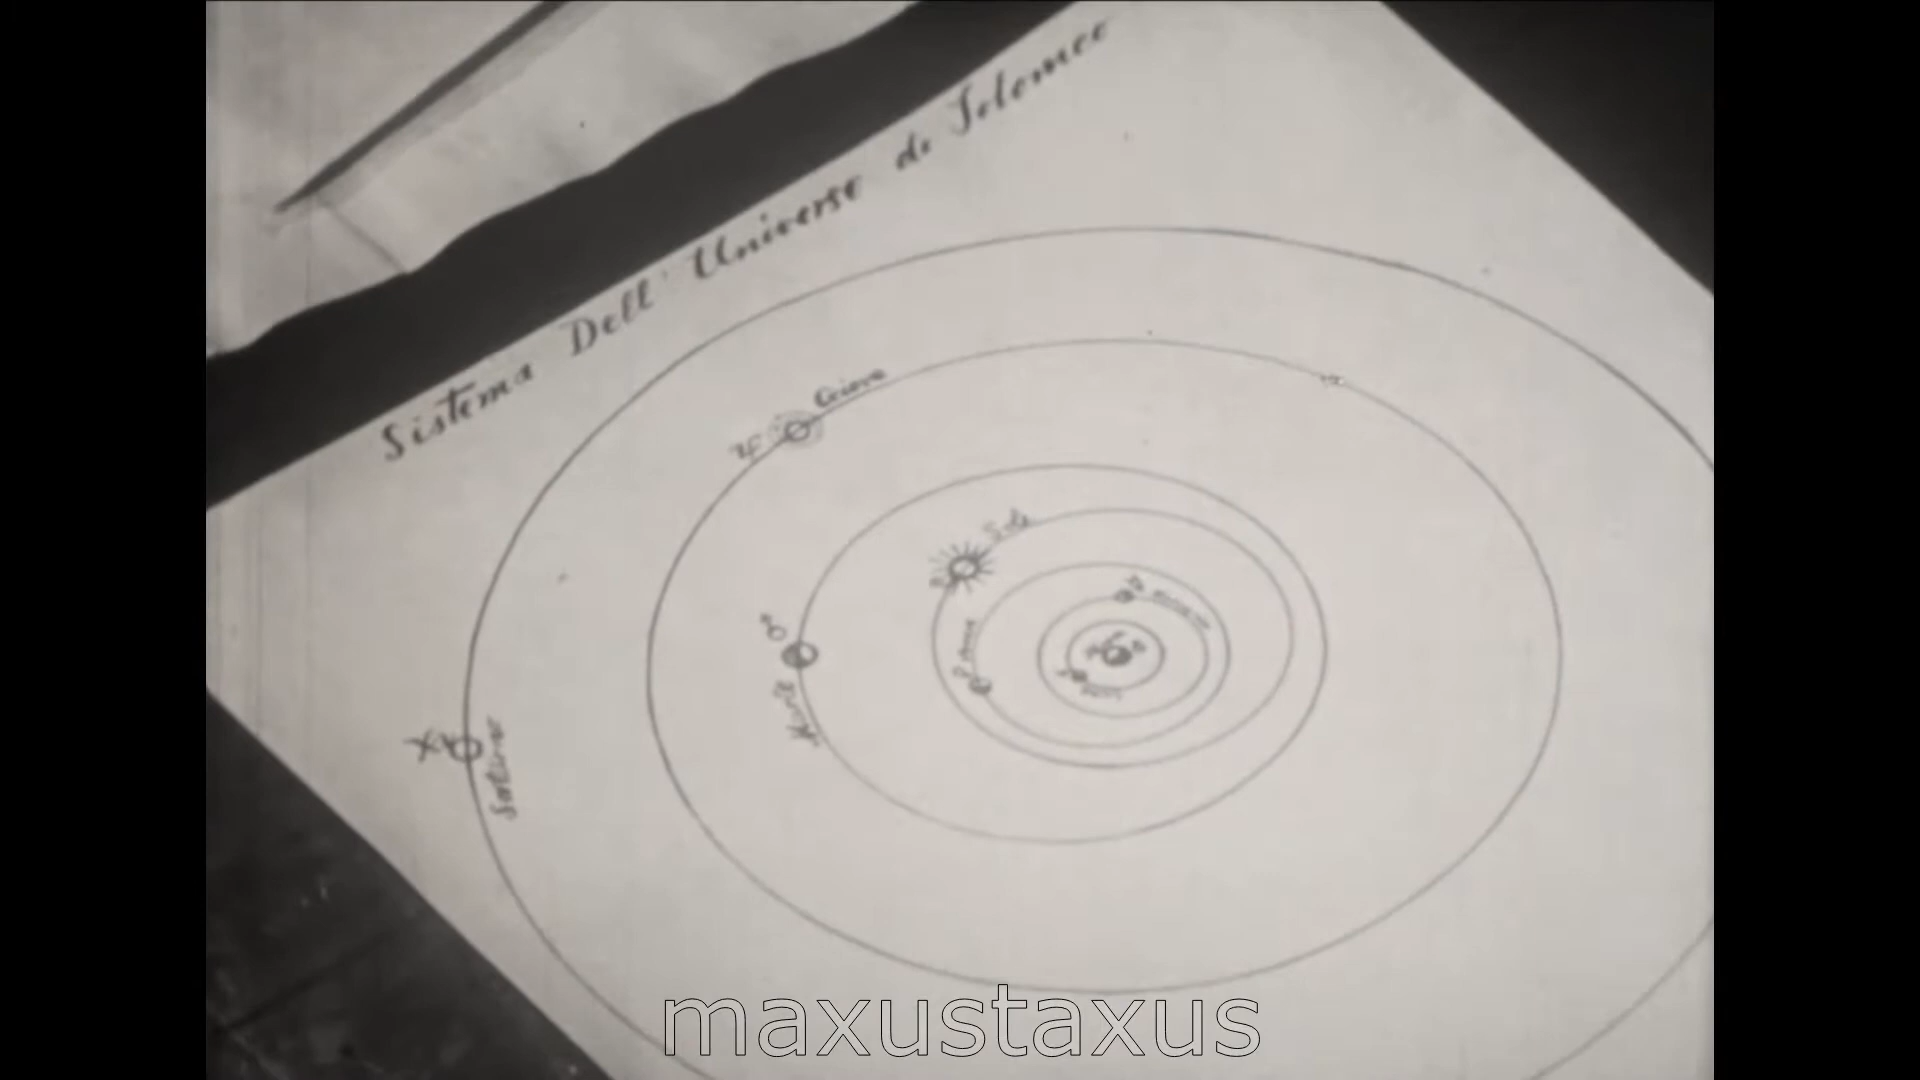 Sistema Dell' Universo di Tolomeo
Giove
Sole
Marte
Saturno
maxustaxus